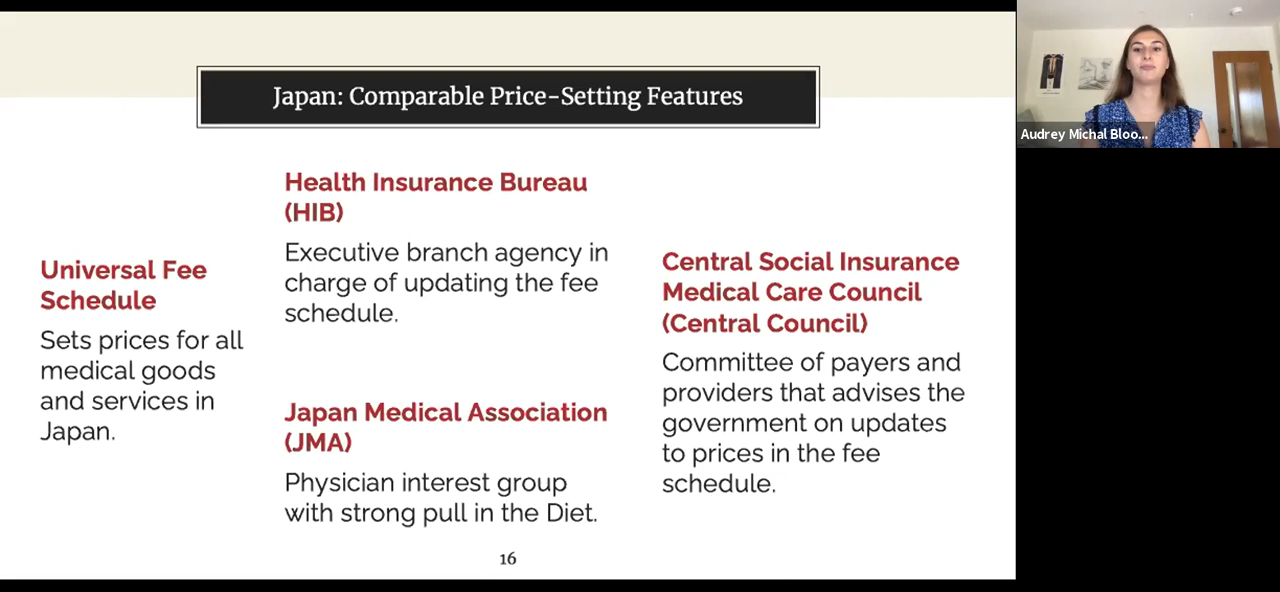 Japan: Comparable Price-Setting Features
Universal Fee
Schedule
Sets prices for all
medical goods
and services in
Japan.
Health Insurance Bureau
(HIB)
Executive branch agency in
charge of updating the fee
schedule.
Japan Medical Association
(JMA)
Physician interest group
with strong pull in the Diet.
Central Social Insurance
Medical Care Council
(Central Council)
Committee of payers and
providers that advises the
government on updates
to prices in the fee
schedule.
16
Audrey Michal Bloo...